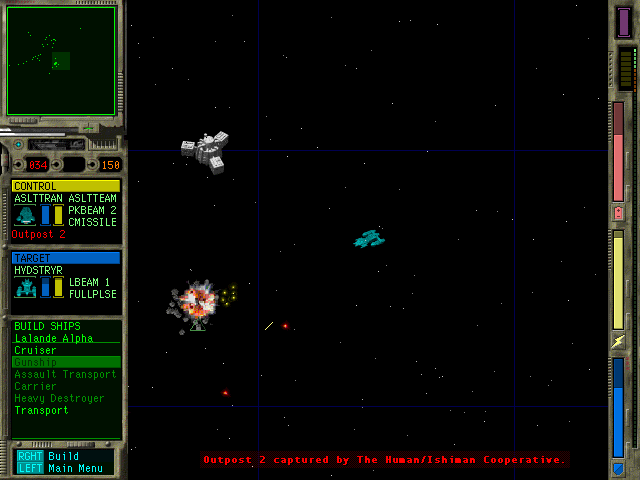 034 150
CONTROL
ASLTTRAN ASLTTEAM
PKBEAM 2
CMISSILE
Outpost 2
TARGET
HVDSTRYR
LBEAM 1
FULLPLSE
BUILD SHIPS
Lalande Alpha
Cruiser
Gunship
Assault Transport
Carrier
Heavy Destroyer
Transport
RGHT Build
LEFT Main Menu
Outpost 2 captured by The Human/Ishiman Cooperative.